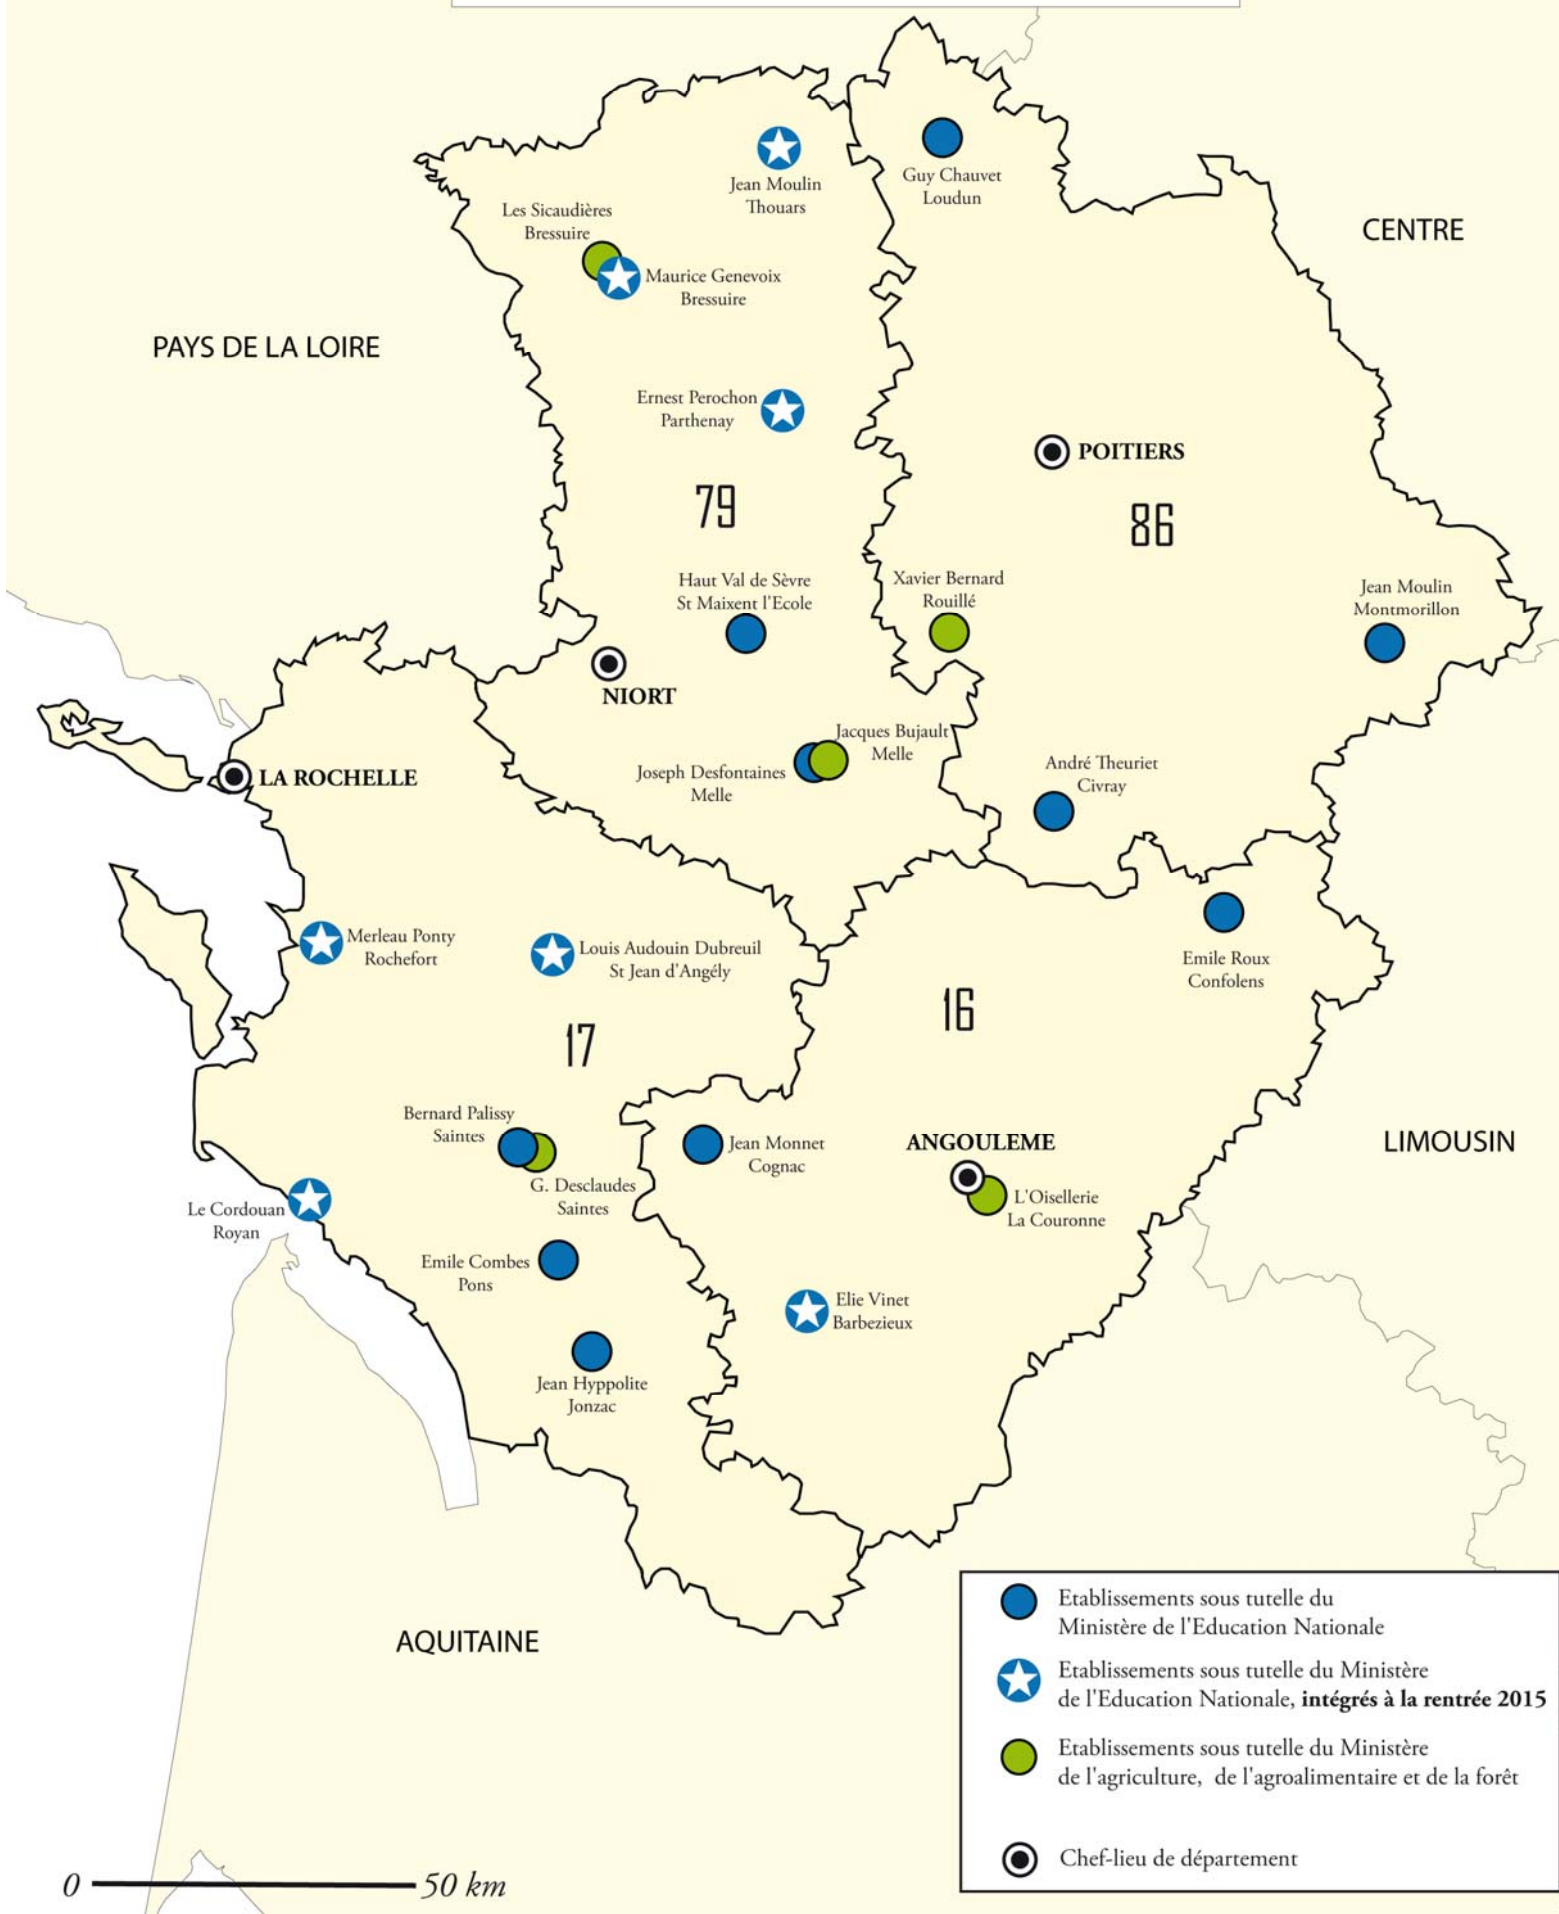 Jean Moulin
Thouars
Guy Chauvet
Loudun
CENTRE
Les Sicaudières
Bressuire
Maurice Genevoix
Bressuire
PAYS DE LA LOIRE
Ernest Perochon
Parthenay
POITIERS
79
86
Haut Val de Sèvre
St Maixent l'Ecole
Xavier Bernard
Rouillé
Jean Moulin
Montmorillon
NIORT
Jacques Bujault
Melle
Joseph Desfontaines
Melle
André Theuriet
Civray
LA ROCHELLE
Merleau Ponty
Rochefort
Louis Audouin Dubreuil
St Jean d'Angély
Emile Roux
Confolens
16
17
Bernard Palissy
Saintes
Jean Monnet
Cognac
ANGOULEME
LIMOUSIN
G. Desclaudes
Saintes
L'Oisellerie
La Couronne
Le Cordouan
Royan
Emile Combes
Pons
Elie Vinet
Barbezieux
Jean Hyppolite
Jonzac
AQUITAINE
Etablissements sous tutelle du
Ministère de l'Education Nationale
Etablissements sous tutelle du Ministère
de l'Education Nationale, intégrés à la rentrée 2015
Etablissements sous tutelle du Ministère
de l'agriculture, de l'agroalimentaire et de la forêt
Chef-lieu de département
0 50 km